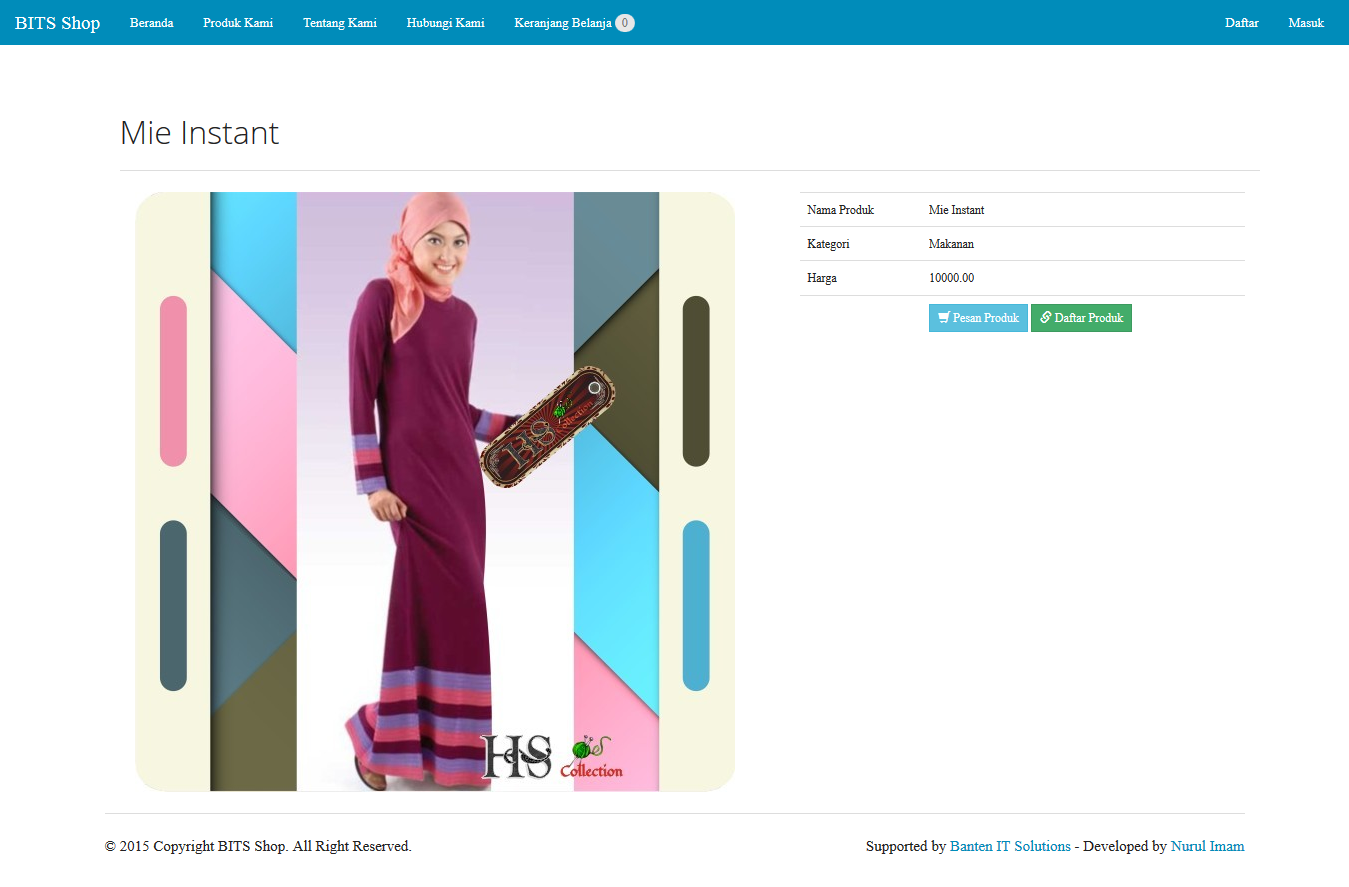 BITS Shop Beranda Produk Kami Tentang Kami Hubungi Kami Keranjang Belanja 0 Daftar Masuk
Mie Instant
Nama Produk Mie Instant
Kategori Makanan
Harga 10000.00
Pesan Produk Daftar Produk
HS Collection
HS Collection
© 2015 Copyright BITS Shop. All Right Reserved. Supported by Banten IT Solutions - Developed by Nurul Imam